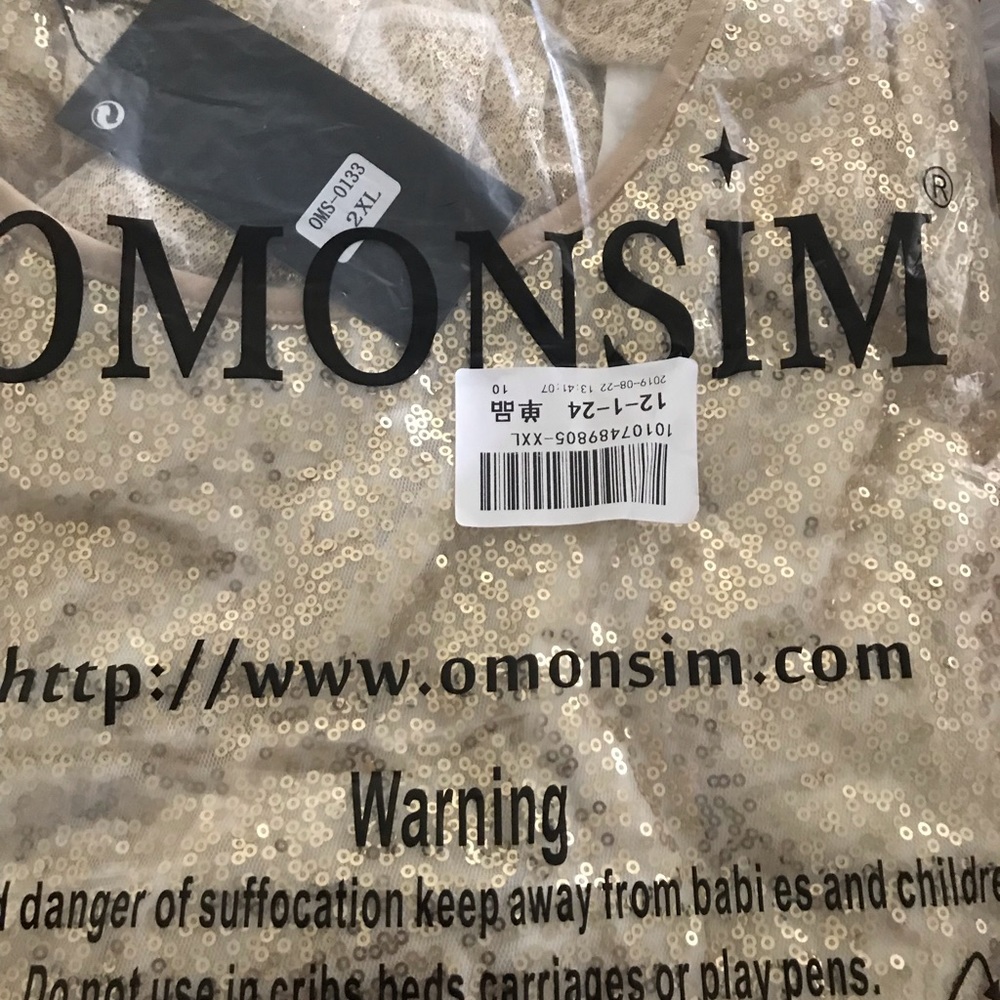 OMS-0133
2XL
OMONSIM®
10107489805-XXL
12-1-24 单品
2019-08-22 13:41:07 10
http://www.omonsim.com
Warning
danger of suffocation keep away from babi es and childre
Do not use in cribs beds carriages or play pens.